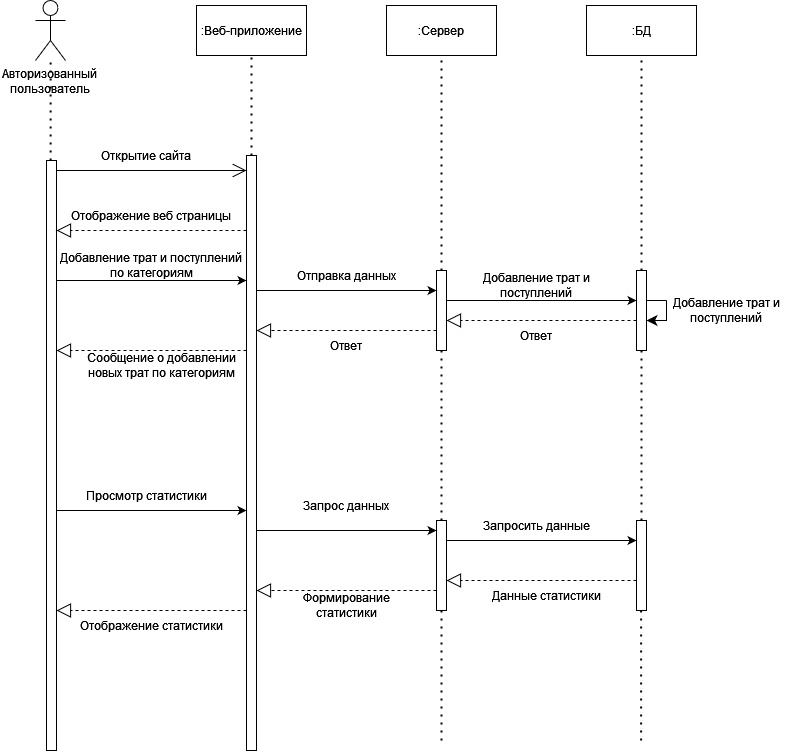 :Веб-приложение
:Сервер
:БД
Авторизованный
пользователь
Открытие сайта
Отображение веб страницы
Добавление трат и поступлений
по категориям
Отправка данных
Добавление трат и
поступлений
Добавление трат и
поступлений
Ответ
Ответ
Сообщение о добавлении
новых трат по категориям
Просмотр статистики
Запрос данных
Запросить данные
Данные статистики
Формирование
статистики
Отображение статистики